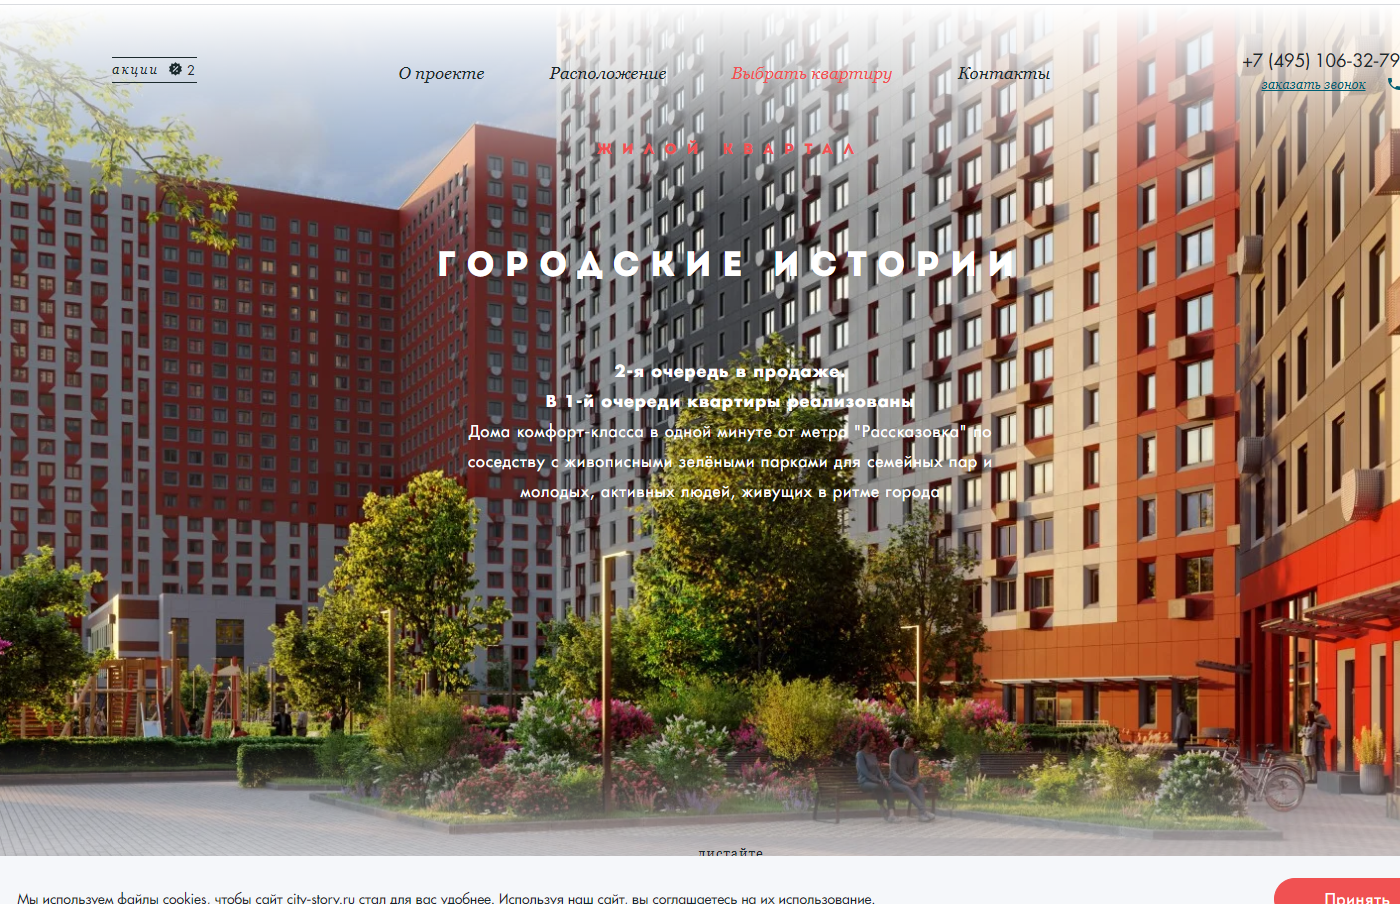 акции 2
О проекте
Расположение
Выбрать квартиру
Контакты
+7 (495) 106-32-79
заказать звонок
ЖИЛОЙ КВАРТАЛ
ГОРОДСКИЕ ИСТОРИИ
2-я очередь в продаже.
В 1-й очереди квартиры реализованы
Дома комфорт-класса в одной минуте от метро "Рассказовка" по
соседству с живописными зелёными парками для семейных пар и
молодых, активных людей, живущих в ритме города
листайте
Мы используем файлы cookies, чтобы сайт city-story.ru стал для вас удобнее. Используя наш сайт, вы соглашаетесь на их использование.
Принять